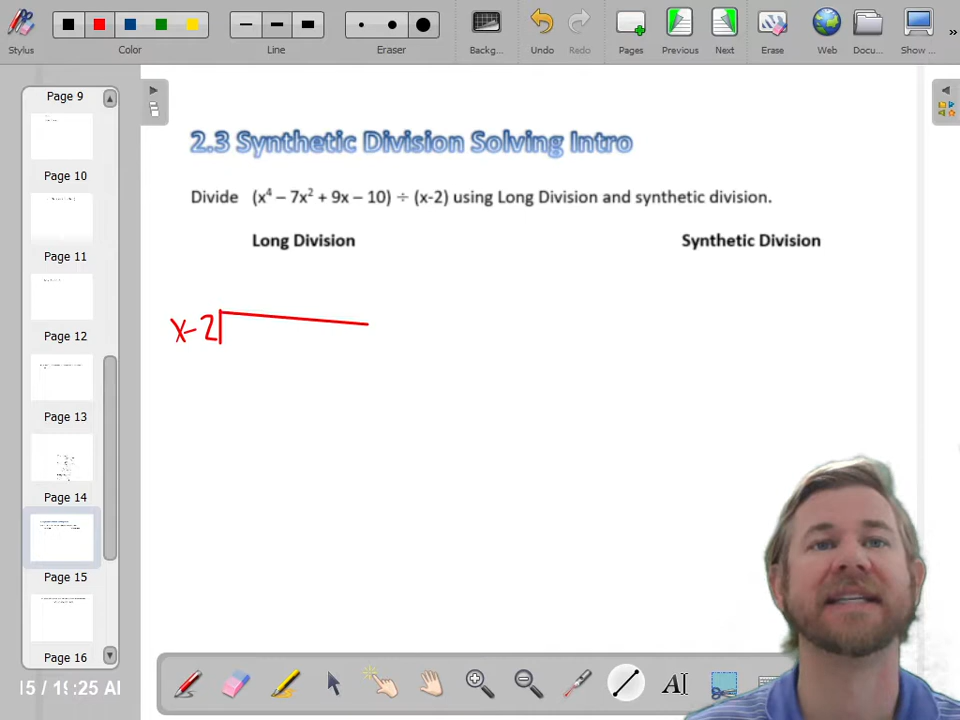 Stylus
Color
Line
Eraser
Backg...
Undo
Redo
Pages
Previous
Next
Erase
Web
Docu...
Show ...
»
Page 9
Page 10
Page 11
Page 12
Page 13
Page 14
Page 15
Page 16
2.3 Synthetic Division Solving Intro
Divide (x⁴ – 7x² + 9x – 10) ÷ (x-2) using Long Division and synthetic division.
Long Division
Synthetic Division
x-2
A